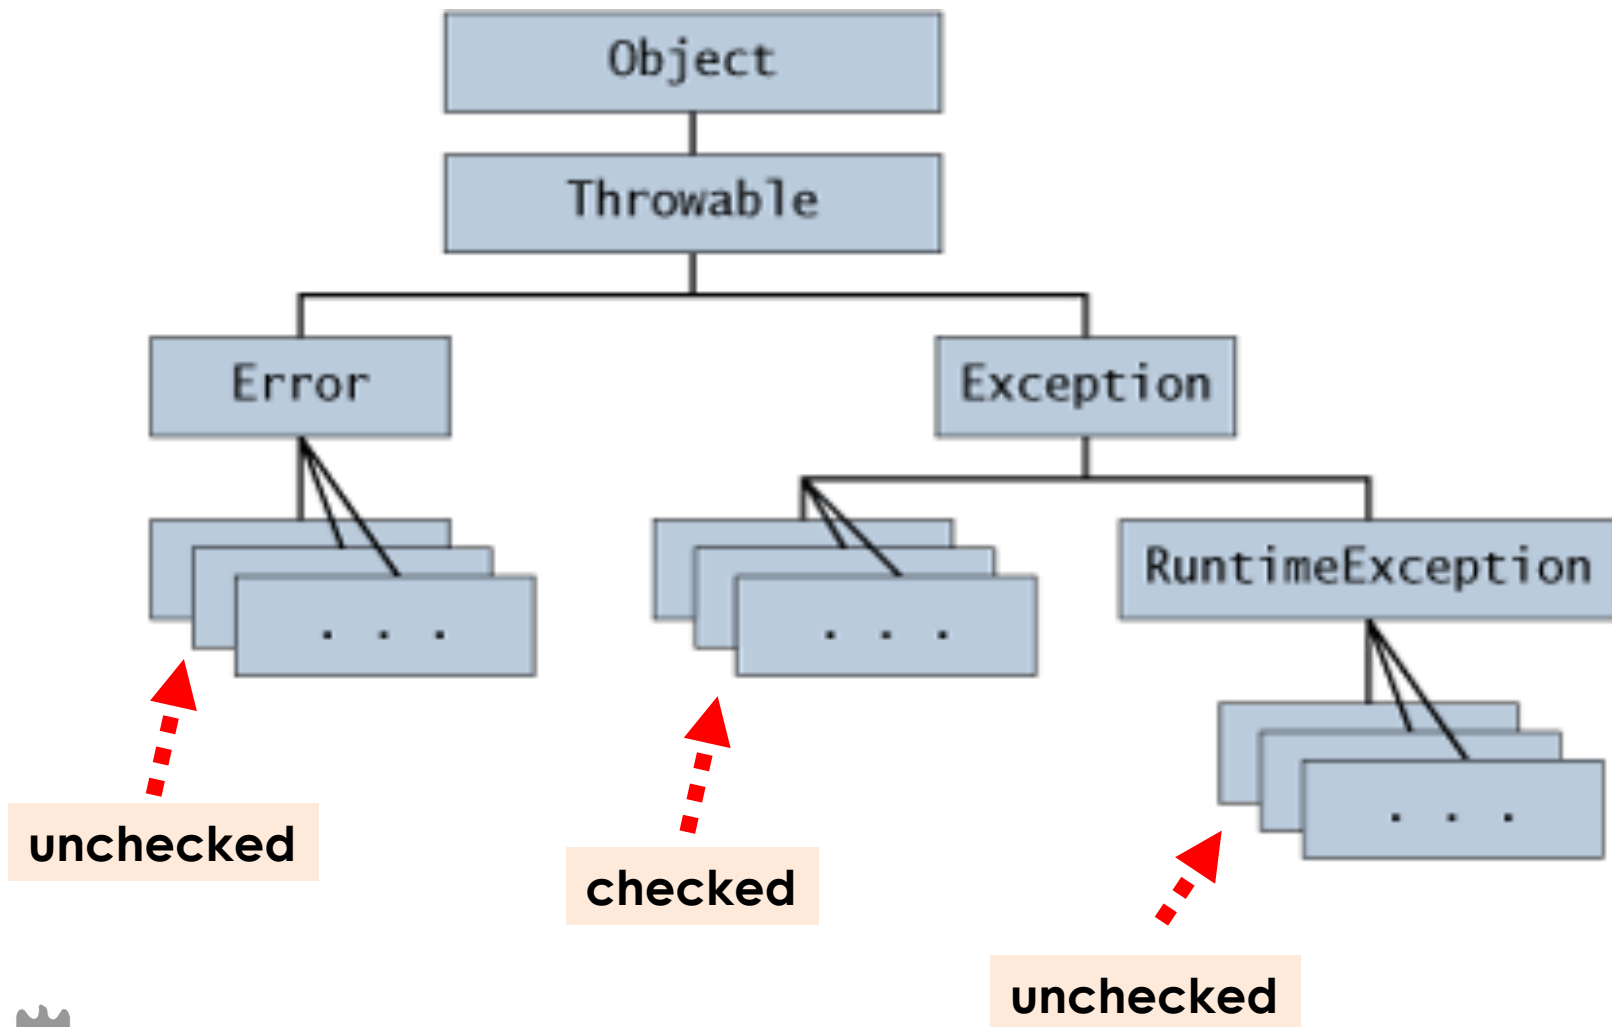 Object
Throwable
Error
Exception
RuntimeException
. . .
. . .
. . .
unchecked
checked
unchecked